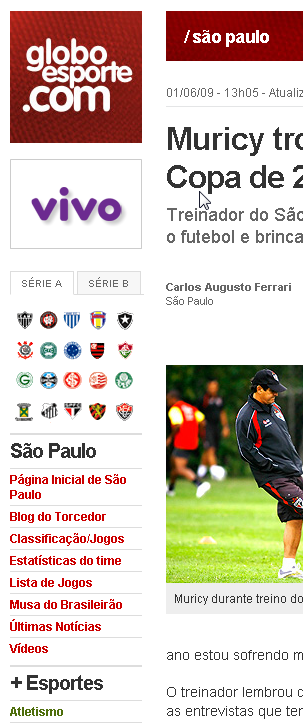 globo
esporte
.com
vivo
SÉRIE A
SÉRIE B
São Paulo
Página Inicial de São
Paulo
Blog do Torcedor
Classificação/Jogos
Estatísticas do time
Lista de Jogos
Musa do Brasileirão
Últimas Notícias
Vídeos
+ Esportes
Atletismo
/ são paulo
01/06/09 - 13h05 - Atualiz
Muricy tro
Copa de 2
Treinador do São
o futebol e brinca
Carlos Augusto Ferrari
São Paulo
Muricy durante treino do
ano estou sofrendo m
O treinador lembrou
as entrevistas que ter